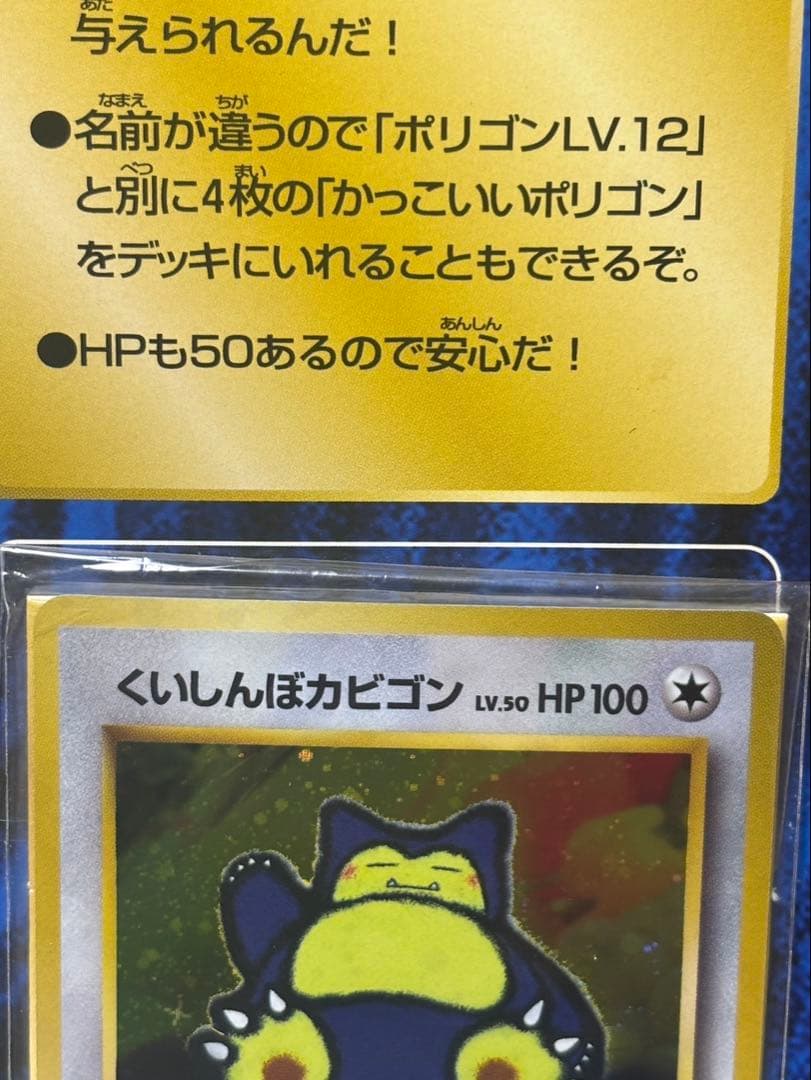 与えられるんだ！
●名前が違うので「ポリゴンLV.12」
と別に4枚の「かっこいいポリゴン」
をデッキにいれることもできるぞ。
●HPも50あるので安心だ！
くいしんぼカビゴン LV.50 HP100